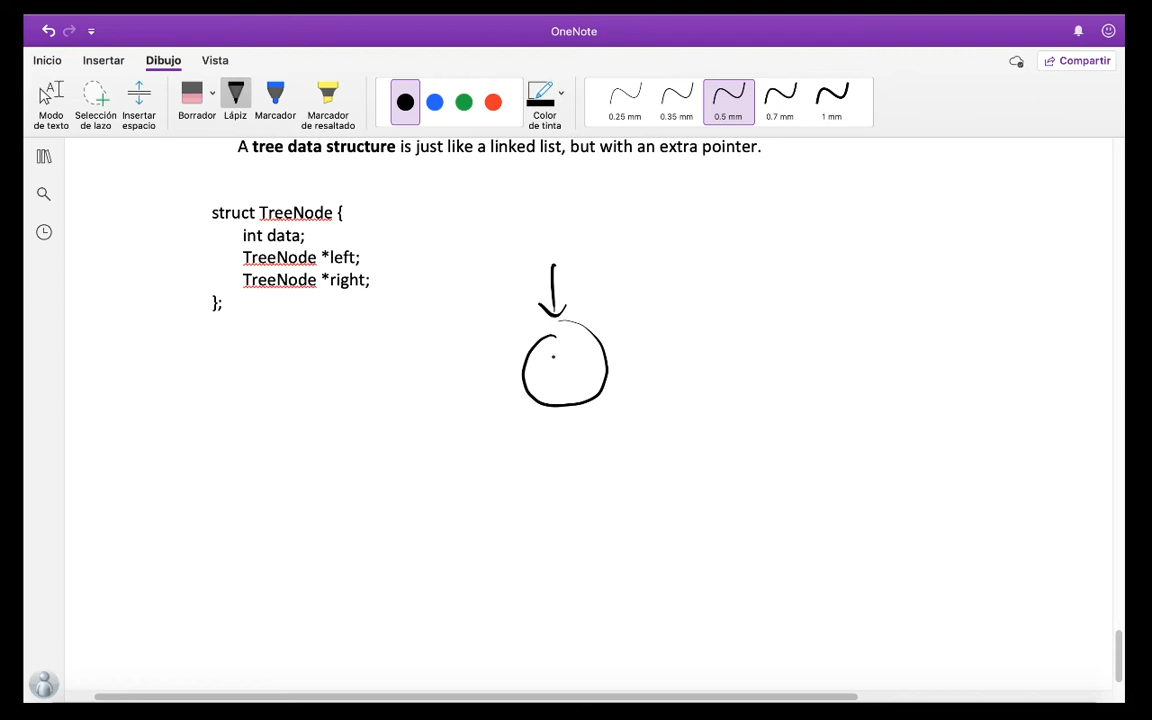 OneNote
Inicio Insertar Dibujo Vista
Compartir
Modo de texto
Selección de lazo
Insertar espacio
Borrador
Lápiz
Marcador
Marcador de resaltado
Color de tinta
0.25 mm
0.35 mm
0.5 mm
0.7 mm
1 mm
A tree data structure is just like a linked list, but with an extra pointer.
struct TreeNode {
int data;
TreeNode *left;
TreeNode *right;
};